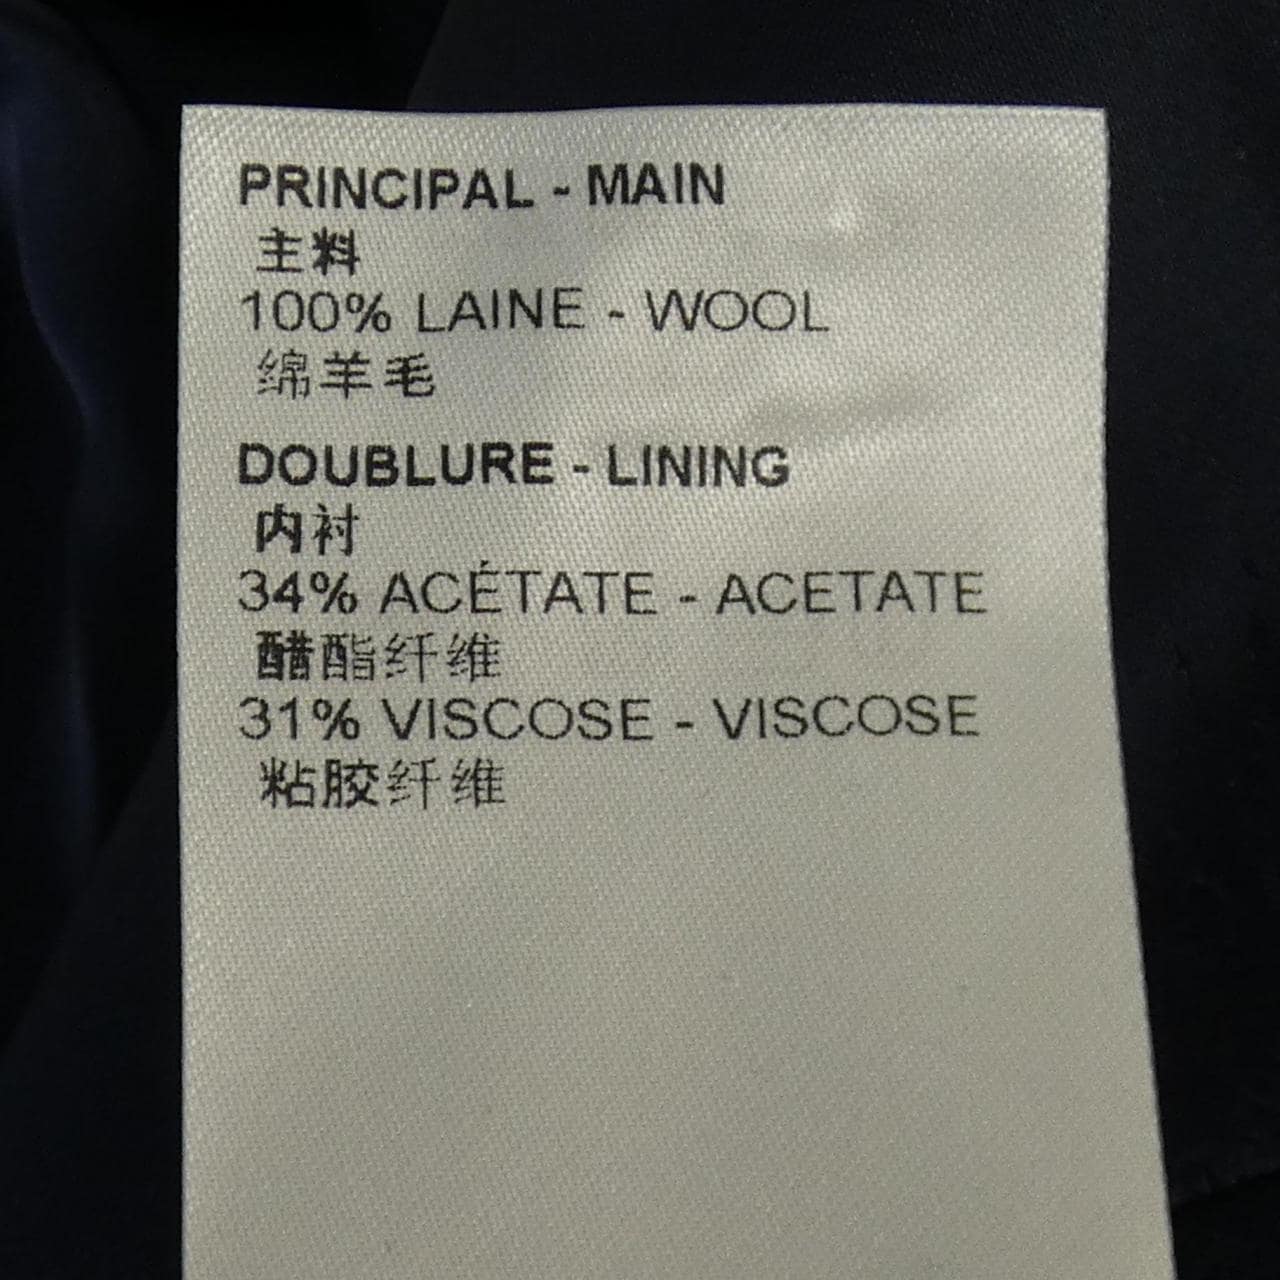 PRINCIPAL - MAIN
主料
100% LAINE - WOOL
绵羊毛
DOUBLURE - LINING
内衬
34% ACÉTATE - ACETATE
醋酯纤维
31% VISCOSE - VISCOSE
粘胶纤维